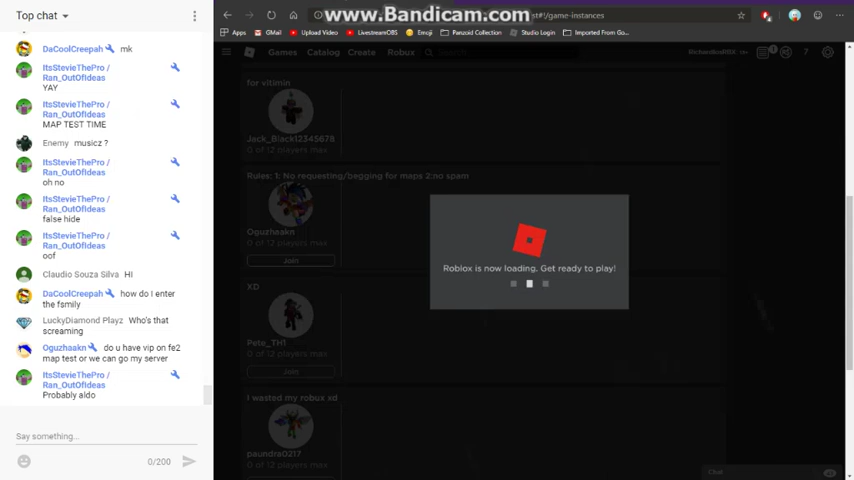 Top chat
DaCoolCreepah mk
ItsStevieThePro /
Ran_OutOfIdeas
YAY
ItsStevieThePro /
Ran_OutOfIdeas
MAP TEST TIME
Enemy musicz ?
ItsStevieThePro /
Ran_OutOfIdeas
oh no
ItsStevieThePro /
Ran_OutOfIdeas
false hide
ItsStevieThePro /
Ran_OutOfIdeas
oof
Claudio Souza Silva HI
DaCoolCreepah how do I enter
the fsmily
LuckyDiamond Playz Who's that
screaming
Oguzhaakn do u have vip on fe2
map test or we can go my server
ItsStevieThePro /
Ran_OutOfIdeas
Probably aldo
Say something...
0/200
www.Bandicam.com
st#!/game-instances
Apps GMail Upload Video LivestreamOBS Emoji Panzoid Collection Studio Login Imported From Go...
Games Catalog Create Robux Search
1 7
for vitimin
Jack_Black12345678
0 of 12 players max
Rules: 1: No requesting/begging for maps 2:no spam
Oguzhaakn
0 of 12 players max
Join
XD
Pete_TH1
0 of 12 players max
Join
I wasted my robux xd
paundra0217
0 of 12 players max
Roblox is now loading. Get ready to play!
Chat